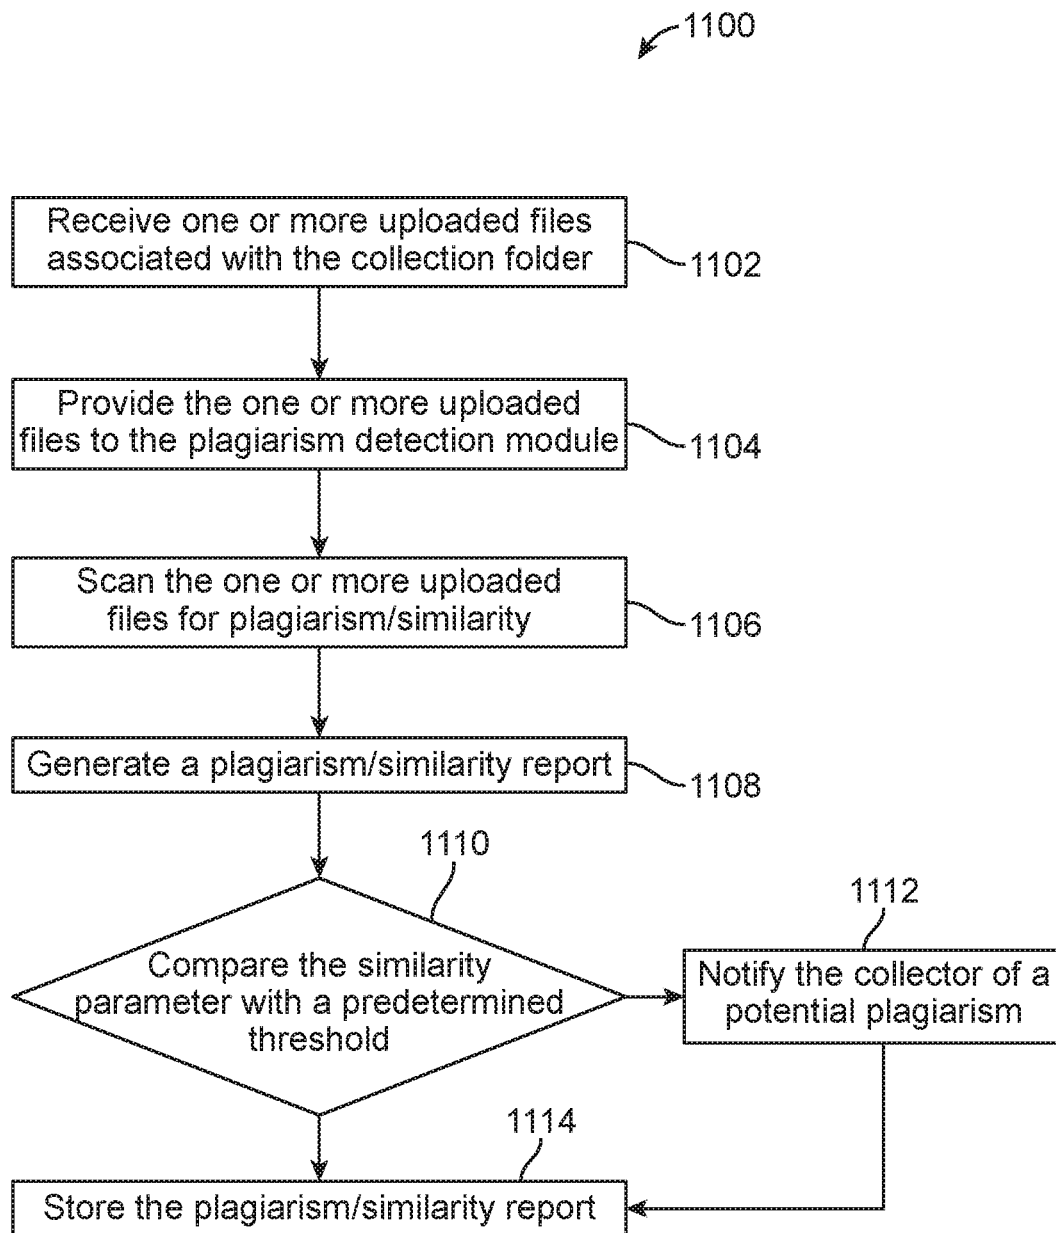 1100
Receive one or more uploaded files
associated with the collection folder
1102
Provide the one or more uploaded
files to the plagiarism detection module
1104
Scan the one or more uploaded
files for plagiarism/similarity
1106
Generate a plagiarism/similarity report
1108
1110
Compare the similarity
parameter with a predetermined
threshold
1112
Notify the collector of a
potential plagiarism
1114
Store the plagiarism/similarity report